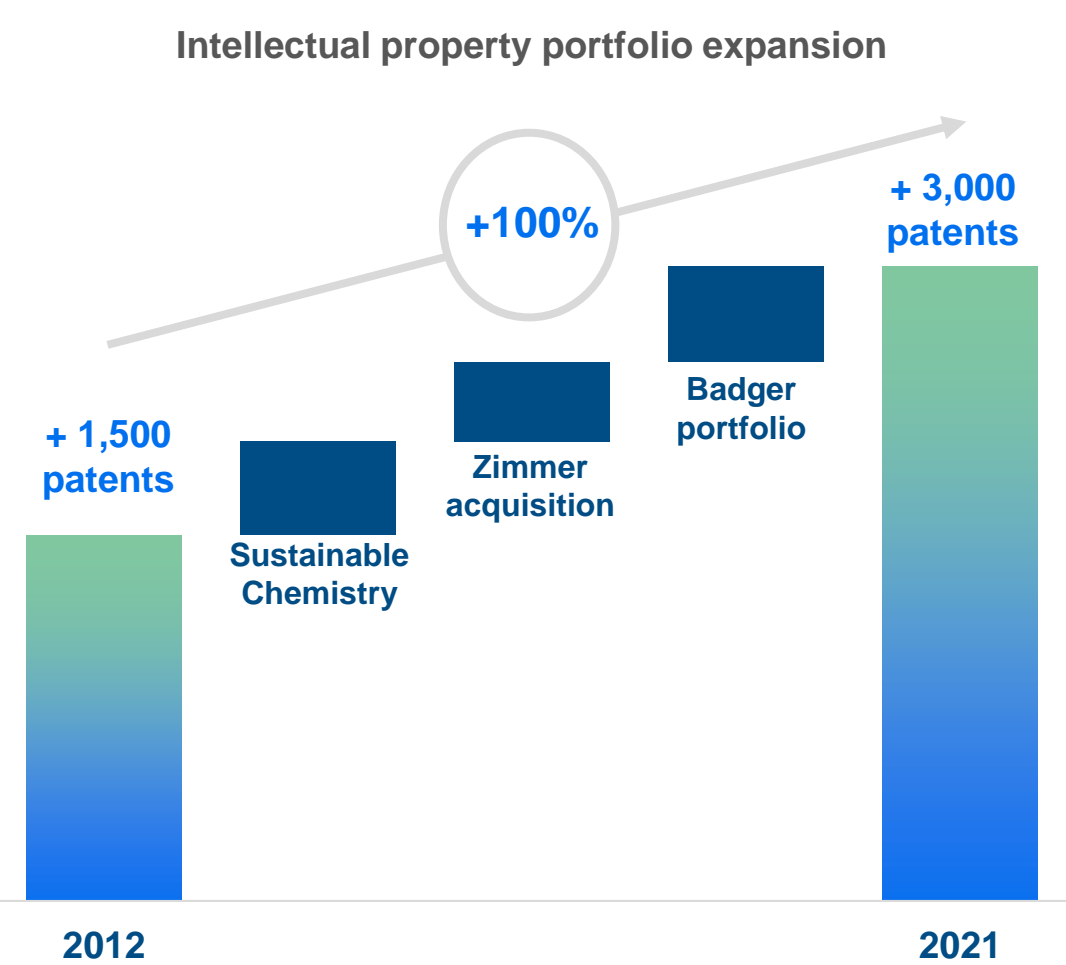 Intellectual property portfolio expansion
+100%
+ 3,000
patents
Badger
portfolio
+ 1,500
patents
Zimmer
acquisition
Sustainable
Chemistry
2012
2021